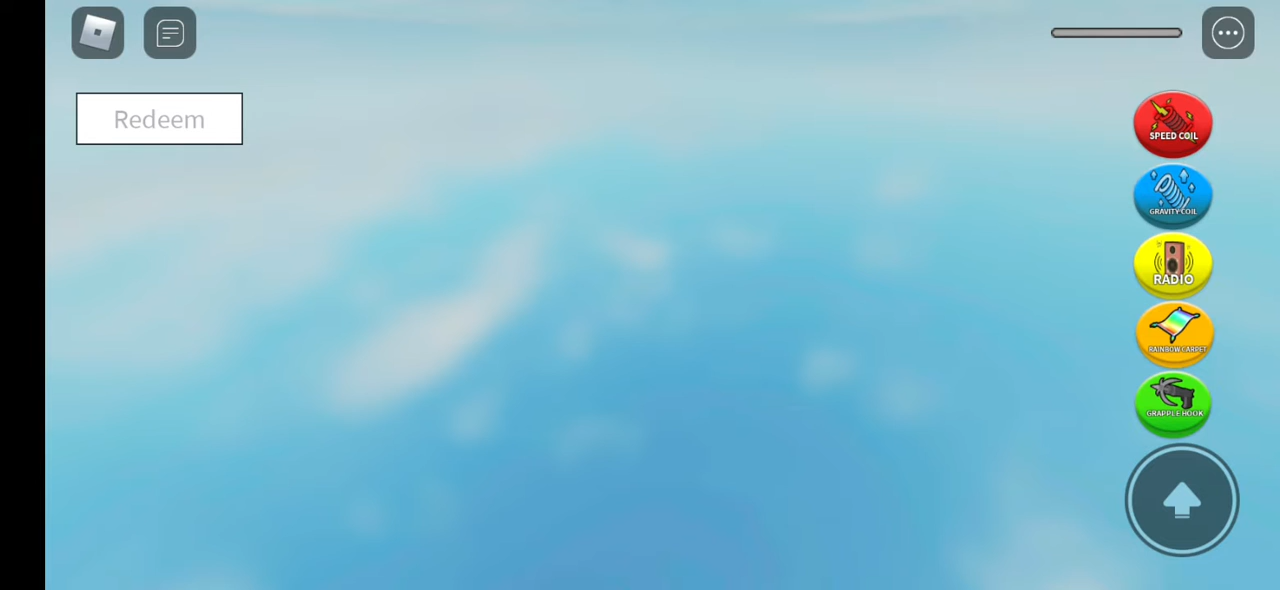 Redeem
SPEED COIL
GRAVITY COIL
RADIO
RAINBOW CARPET
GRAPPLE HOOK